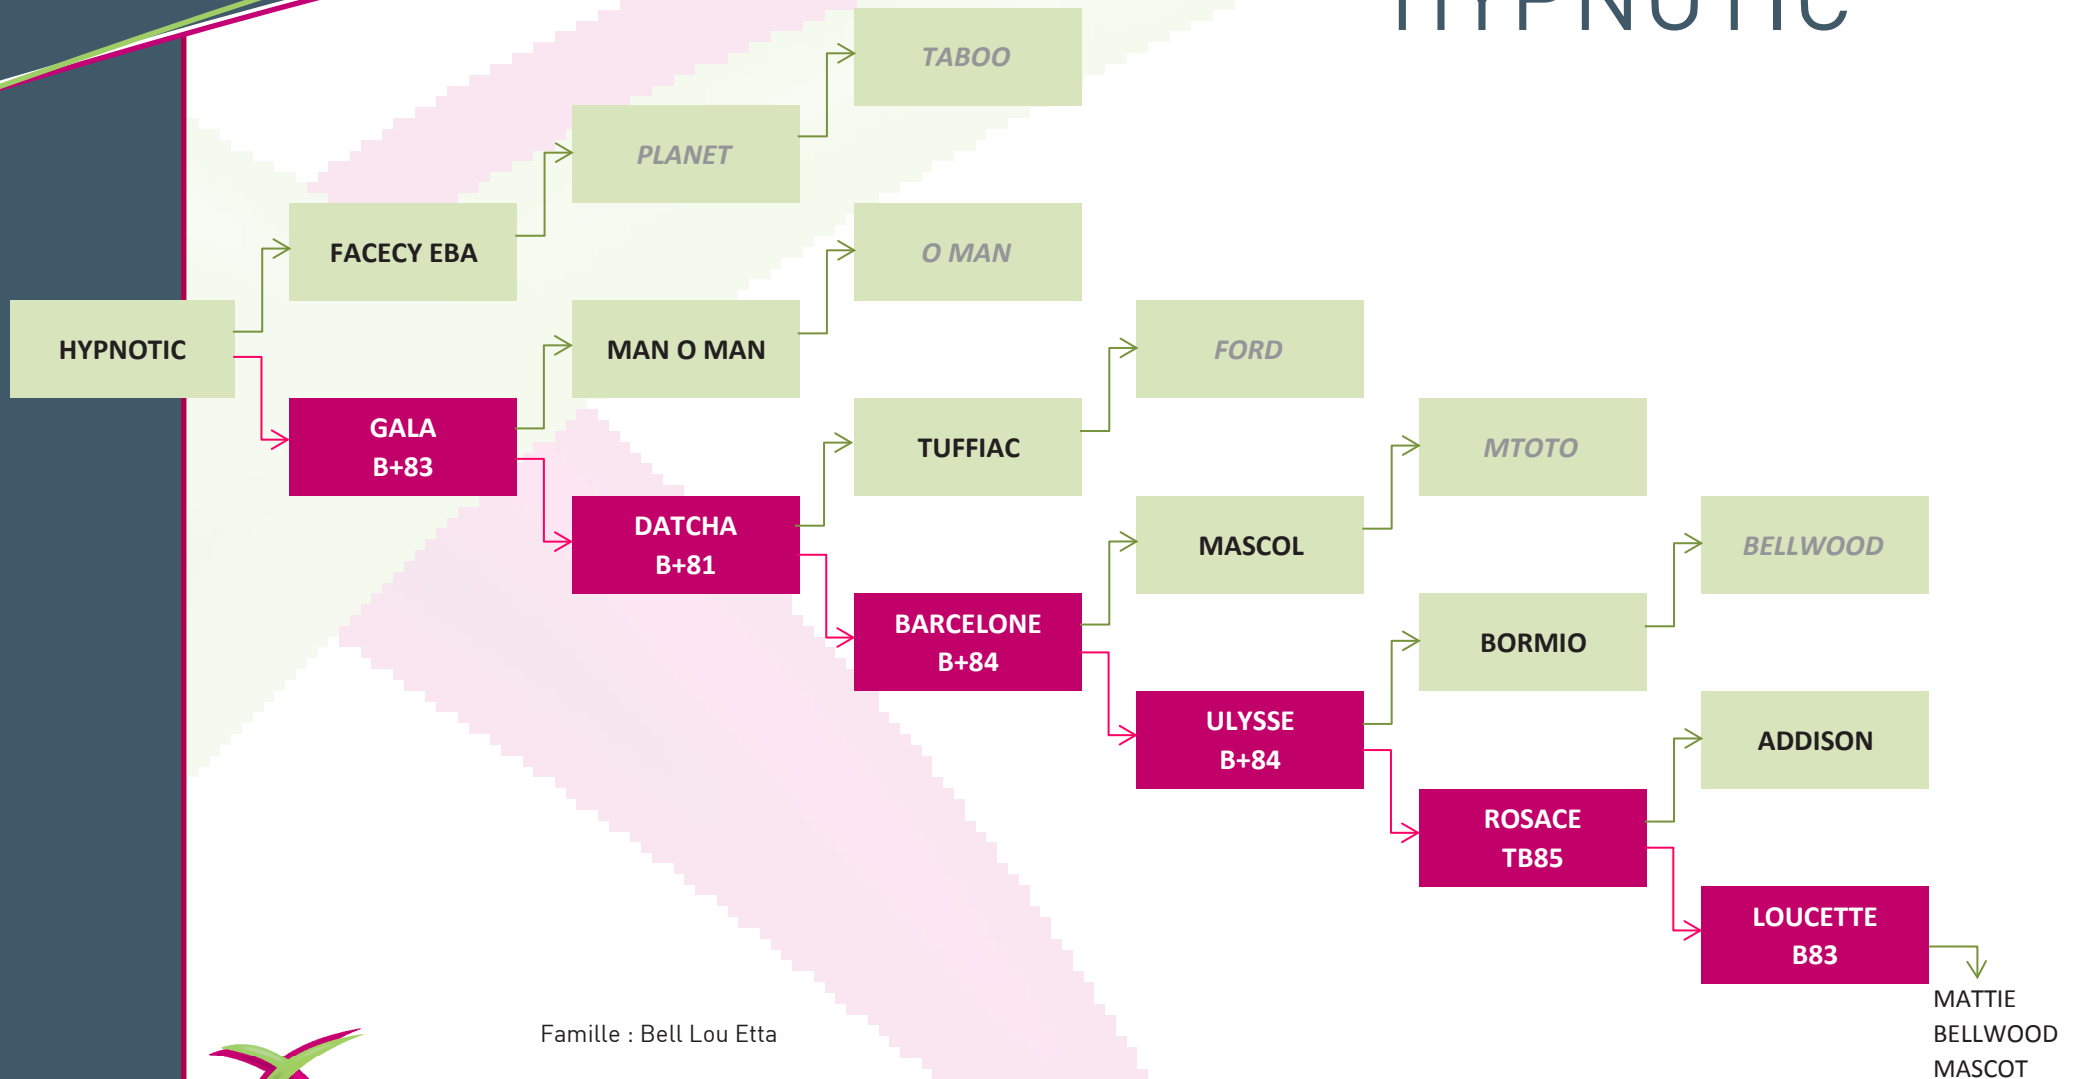 HYPNOTIC
TABOO
PLANET
FACECY EBA
O MAN
HYPNOTIC
MAN O MAN
FORD
GALA
B+83
TUFFIAC
MTOTO
DATCHA
B+81
MASCOL
BELLWOOD
BARCELONE
B+84
BORMIO
ULYSSE
B+84
ADDISON
ROSACE
TB85
LOUCETTE
B83
MATTIE
BELLWOOD
MASCOT
Famille : Bell Lou Etta